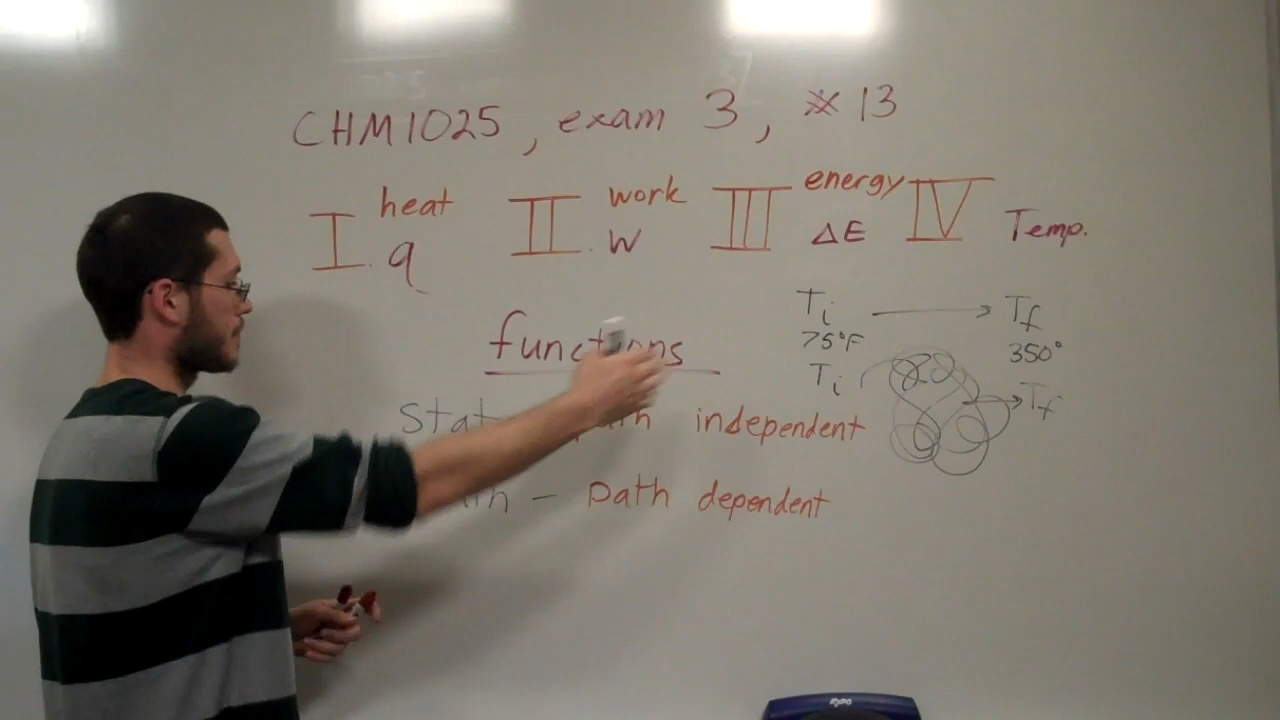 CHM1025, exam 3, # 13
I. heat q II. work w III energy ΔE IV Temp.
functions
Ti → Tf
75°F 350°
Ti → Tf
independent
– path dependent
expo